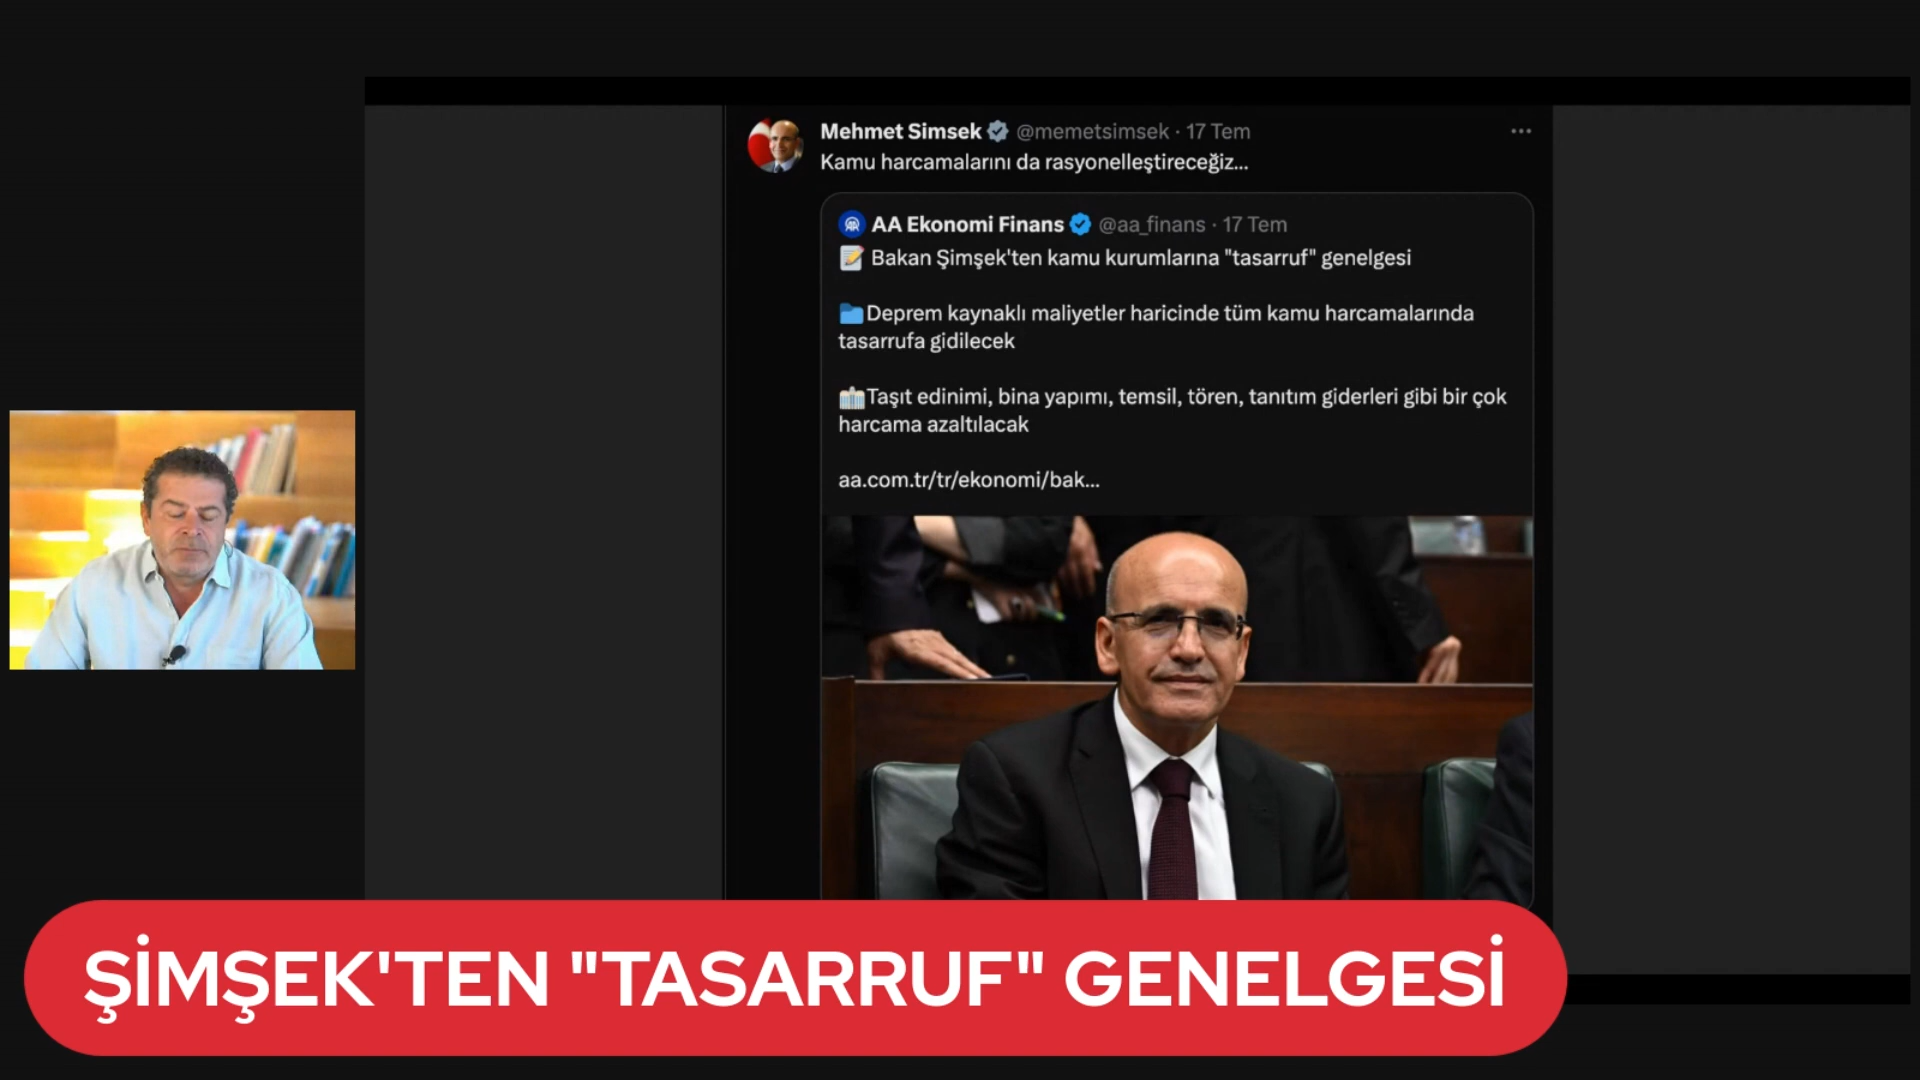 Mehmet Simsek @memetsimsek · 17 Tem
Kamu harcamalarını da rasyonelleştireceğiz...
AA Ekonomi Finans @aa_finans · 17 Tem
Bakan Şimşek'ten kamu kurumlarına "tasarruf" genelgesi
Deprem kaynaklı maliyetler haricinde tüm kamu harcamalarında
tasarrufa gidilecek
Taşıt edinimi, bina yapımı, temsil, tören, tanıtım giderleri gibi bir çok
harcama azaltılacak
aa.com.tr/tr/ekonomi/bak...
ŞİMŞEK'TEN "TASARRUF" GENELGESİ